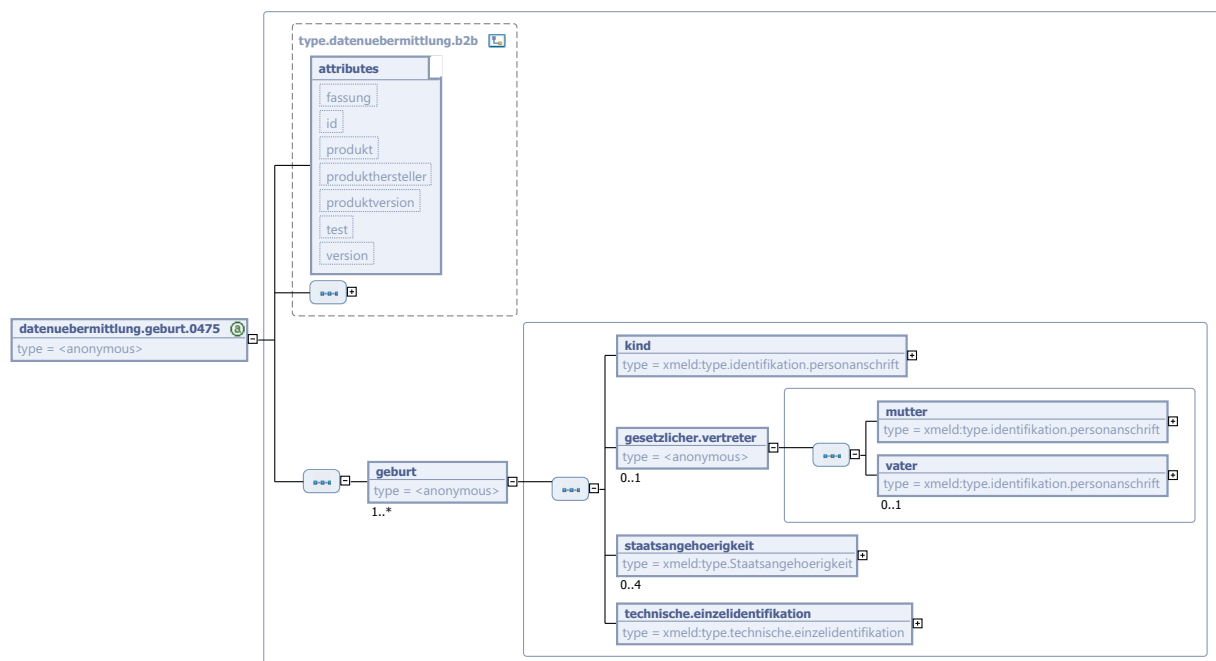 type.datenuebermittlung.b2b
attributes
fassung
id
produkt
produkthersteller
produktversion
test
version
datenuebermittlung.geburt.0475 a
type = <anonymous>
geburt
type = <anonymous>
1..*
kind
type = xmeld:type.identifikation.personanschrift
gesetzlicher.vertreter
type = <anonymous>
0..1
mutter
type = xmeld:type.identifikation.personanschrift
vater
type = xmeld:type.identifikation.personanschrift
0..1
staatsangehoerigkeit
type = xmeld:type.Staatsangehoerigkeit
0..4
technische.einzelidentifikation
type = xmeld:type.technische.einzelidentifikation